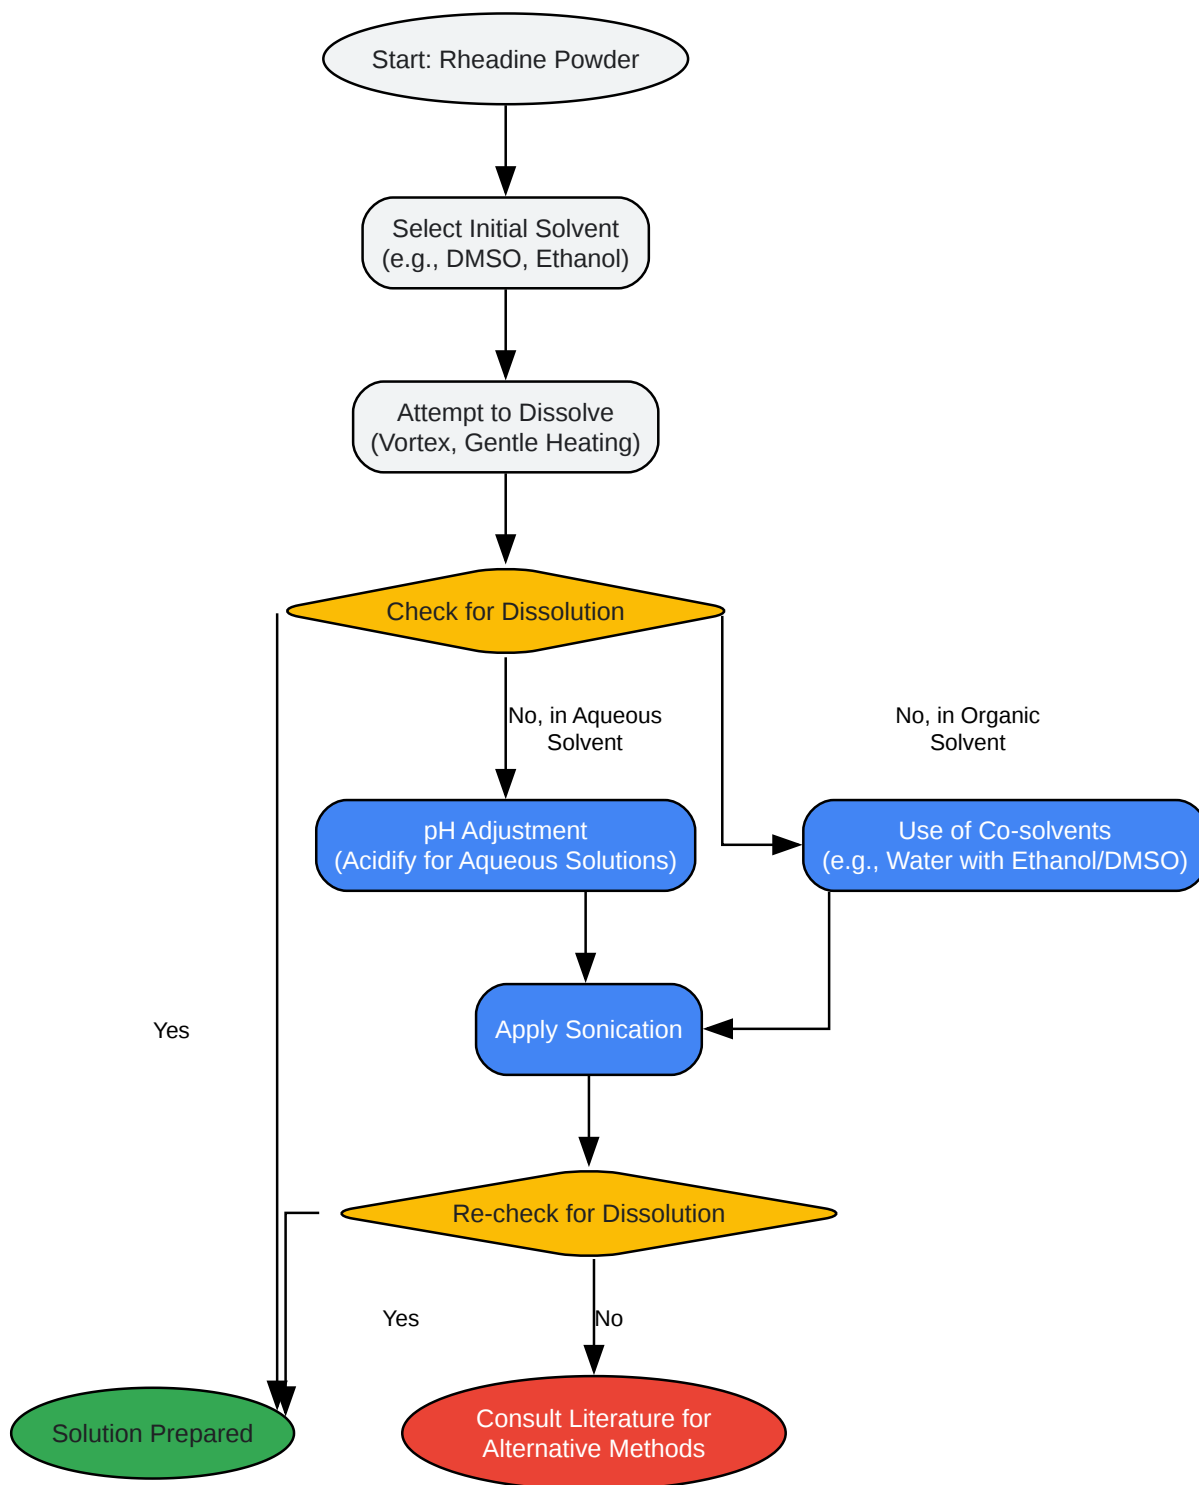 Start: Rheadine Powder
Select Initial Solvent
(e.g., DMSO, Ethanol)
Attempt to Dissolve
(Vortex, Gentle Heating)
Check for Dissolution
No, in Aqueous
Solvent
No, in Organic
Solvent
pH Adjustment
(Acidify for Aqueous Solutions)
Use of Co-solvents
(e.g., Water with Ethanol/DMSO)
Apply Sonication
Yes
Re-check for Dissolution
Yes
No
Solution Prepared
Consult Literature for
Alternative Methods